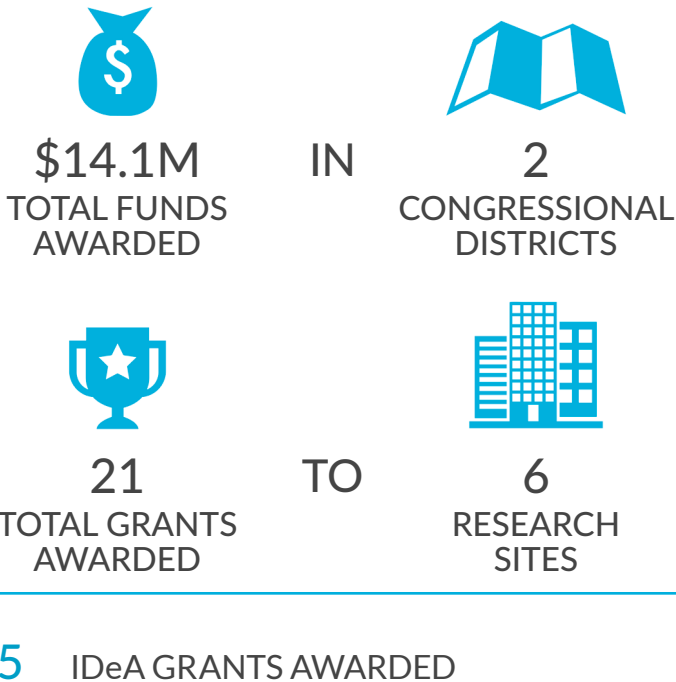 $
$14.1M IN 2
TOTAL FUNDS CONGRESSIONAL
AWARDED DISTRICTS
21 TO 6
TOTAL GRANTS RESEARCH
AWARDED SITES
5 IDeA GRANTS AWARDED